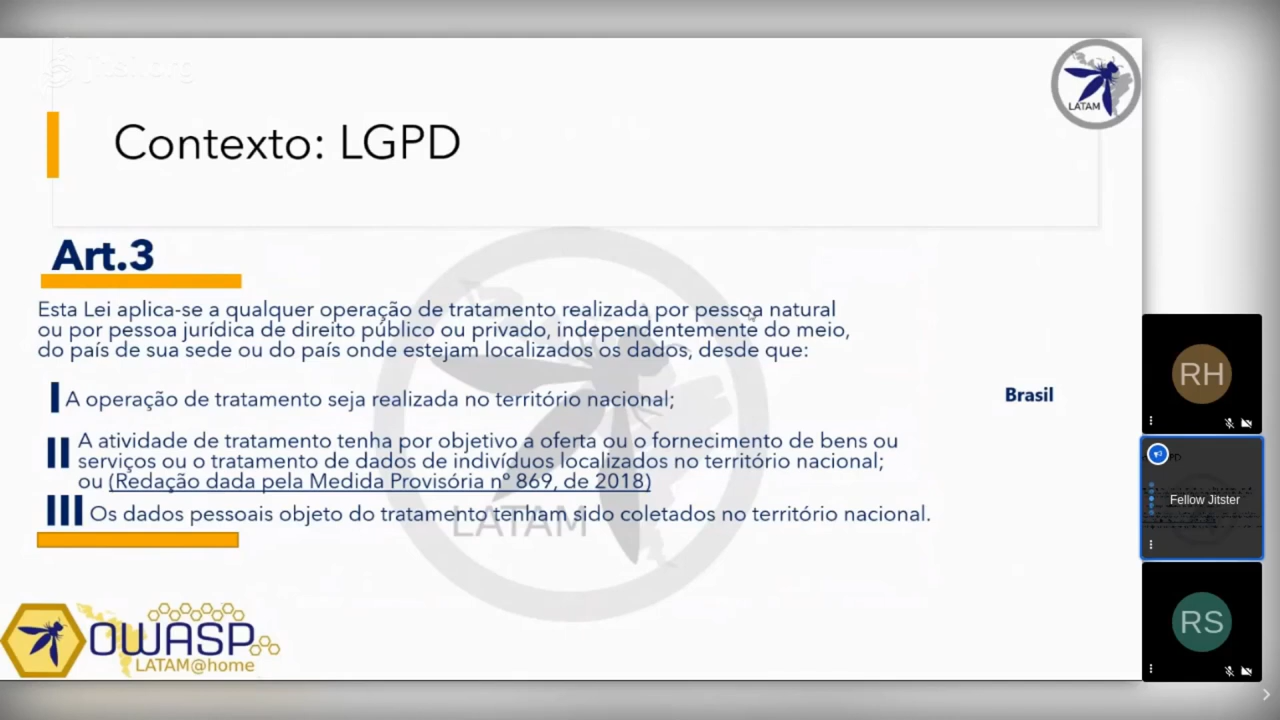 jitsi.org
LATAM
Contexto: LGPD
Art.3
Esta Lei aplica-se a qualquer operação de tratamento realizada por pessoa natural
ou por pessoa jurídica de direito público ou privado, independentemente do meio,
do país de sua sede ou do país onde estejam localizados os dados, desde que:
I A operação de tratamento seja realizada no território nacional;
Brasil
II A atividade de tratamento tenha por objetivo a oferta ou o fornecimento de bens ou
serviços ou o tratamento de dados de indivíduos localizados no território nacional;
ou (Redação dada pela Medida Provisória nº 869, de 2018)
III Os dados pessoais objeto do tratamento tenham sido coletados no território nacional.
LATAM
OWASP
LATAM@home
RH
PD
Fellow Jitster
RS